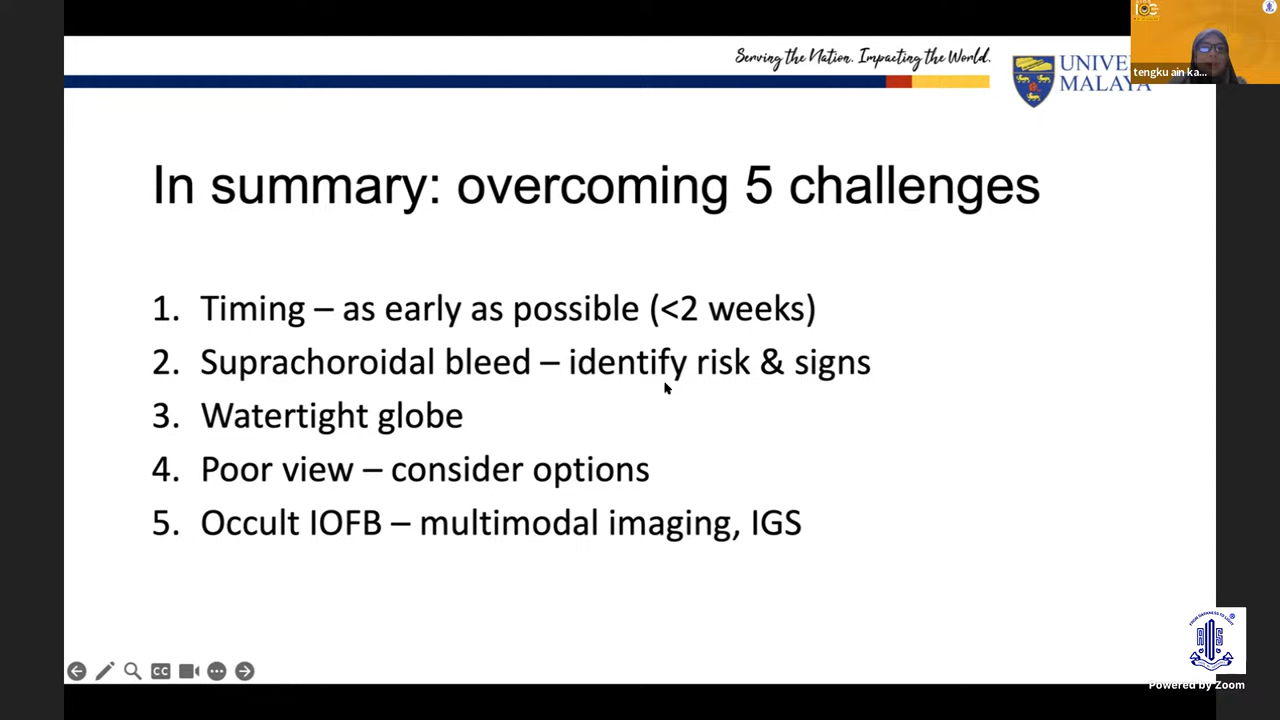 IOC
tengku ain ka...
Serving the Nation. Impacting the World.
UNIVE
MALAYA
In summary: overcoming 5 challenges
1. Timing – as early as possible (<2 weeks)
2. Suprachoroidal bleed – identify risk & signs
3. Watertight globe
4. Poor view – consider options
5. Occult IOFB – multimodal imaging, IGS
CC
Powered by Zoom